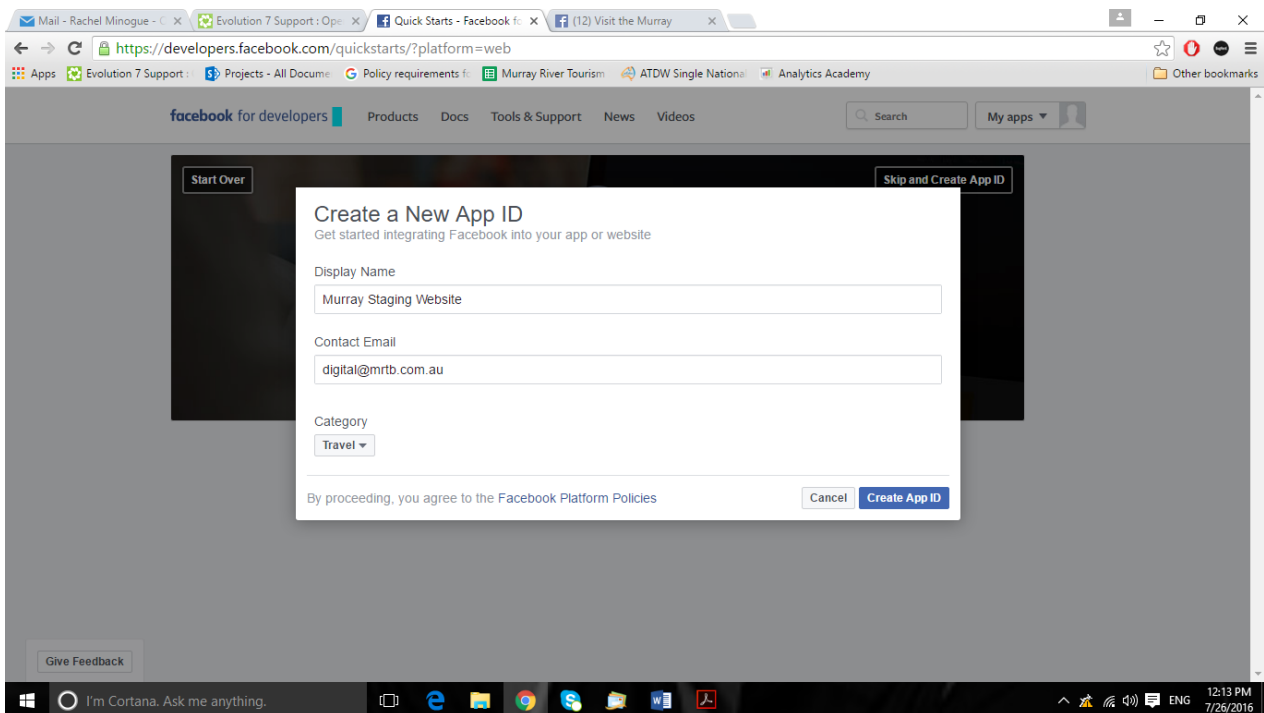 Mail - Rachel Minogue - O
Evolution 7 Support : Ope
Quick Starts - Facebook fo
(12) Visit the Murray
https://developers.facebook.com/quickstarts/?platform=web
Apps
Evolution 7 Support :
Projects - All Docume
Policy requirements fo
Murray River Tourism
ATDW Single National
Analytics Academy
Other bookmarks
facebook for developers
Products
Docs
Tools & Support
News
Videos
Search
My apps
Start Over
Skip and Create App ID
Create a New App ID
Get started integrating Facebook into your app or website
Display Name
Murray Staging Website
Contact Email
digital@mrtb.com.au
Category
Travel
By proceeding, you agree to the Facebook Platform Policies
Cancel
Create App ID
Give Feedback
I'm Cortana. Ask me anything.
ENG
12:13 PM
7/26/2016